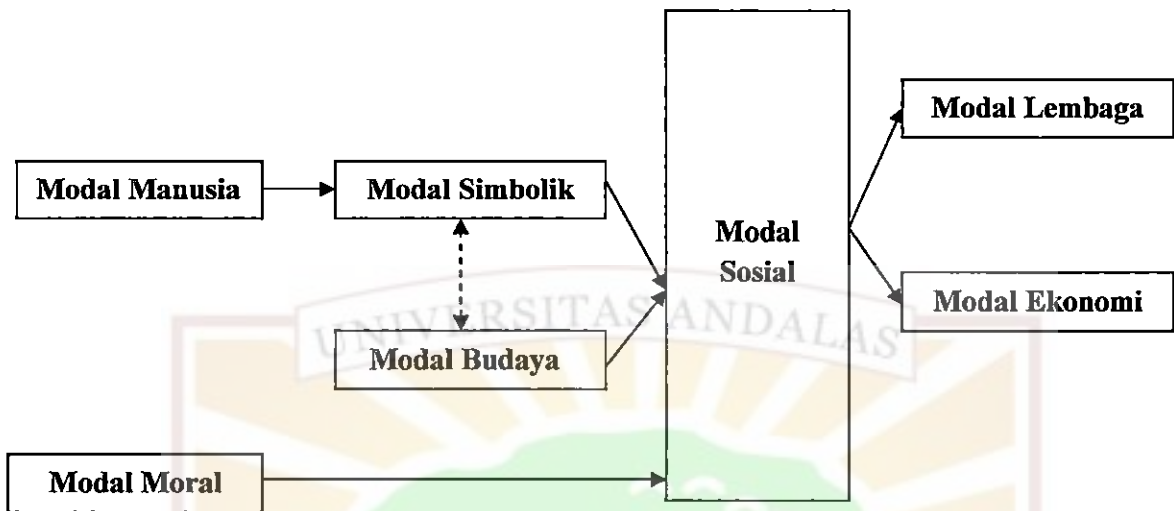 Modal Lembaga
Modal Manusia
Modal Simbolik
Modal
Sosial
Modal Ekonomi
UNIVERSITAS ANDALAS
Modal Budaya
Modal Moral